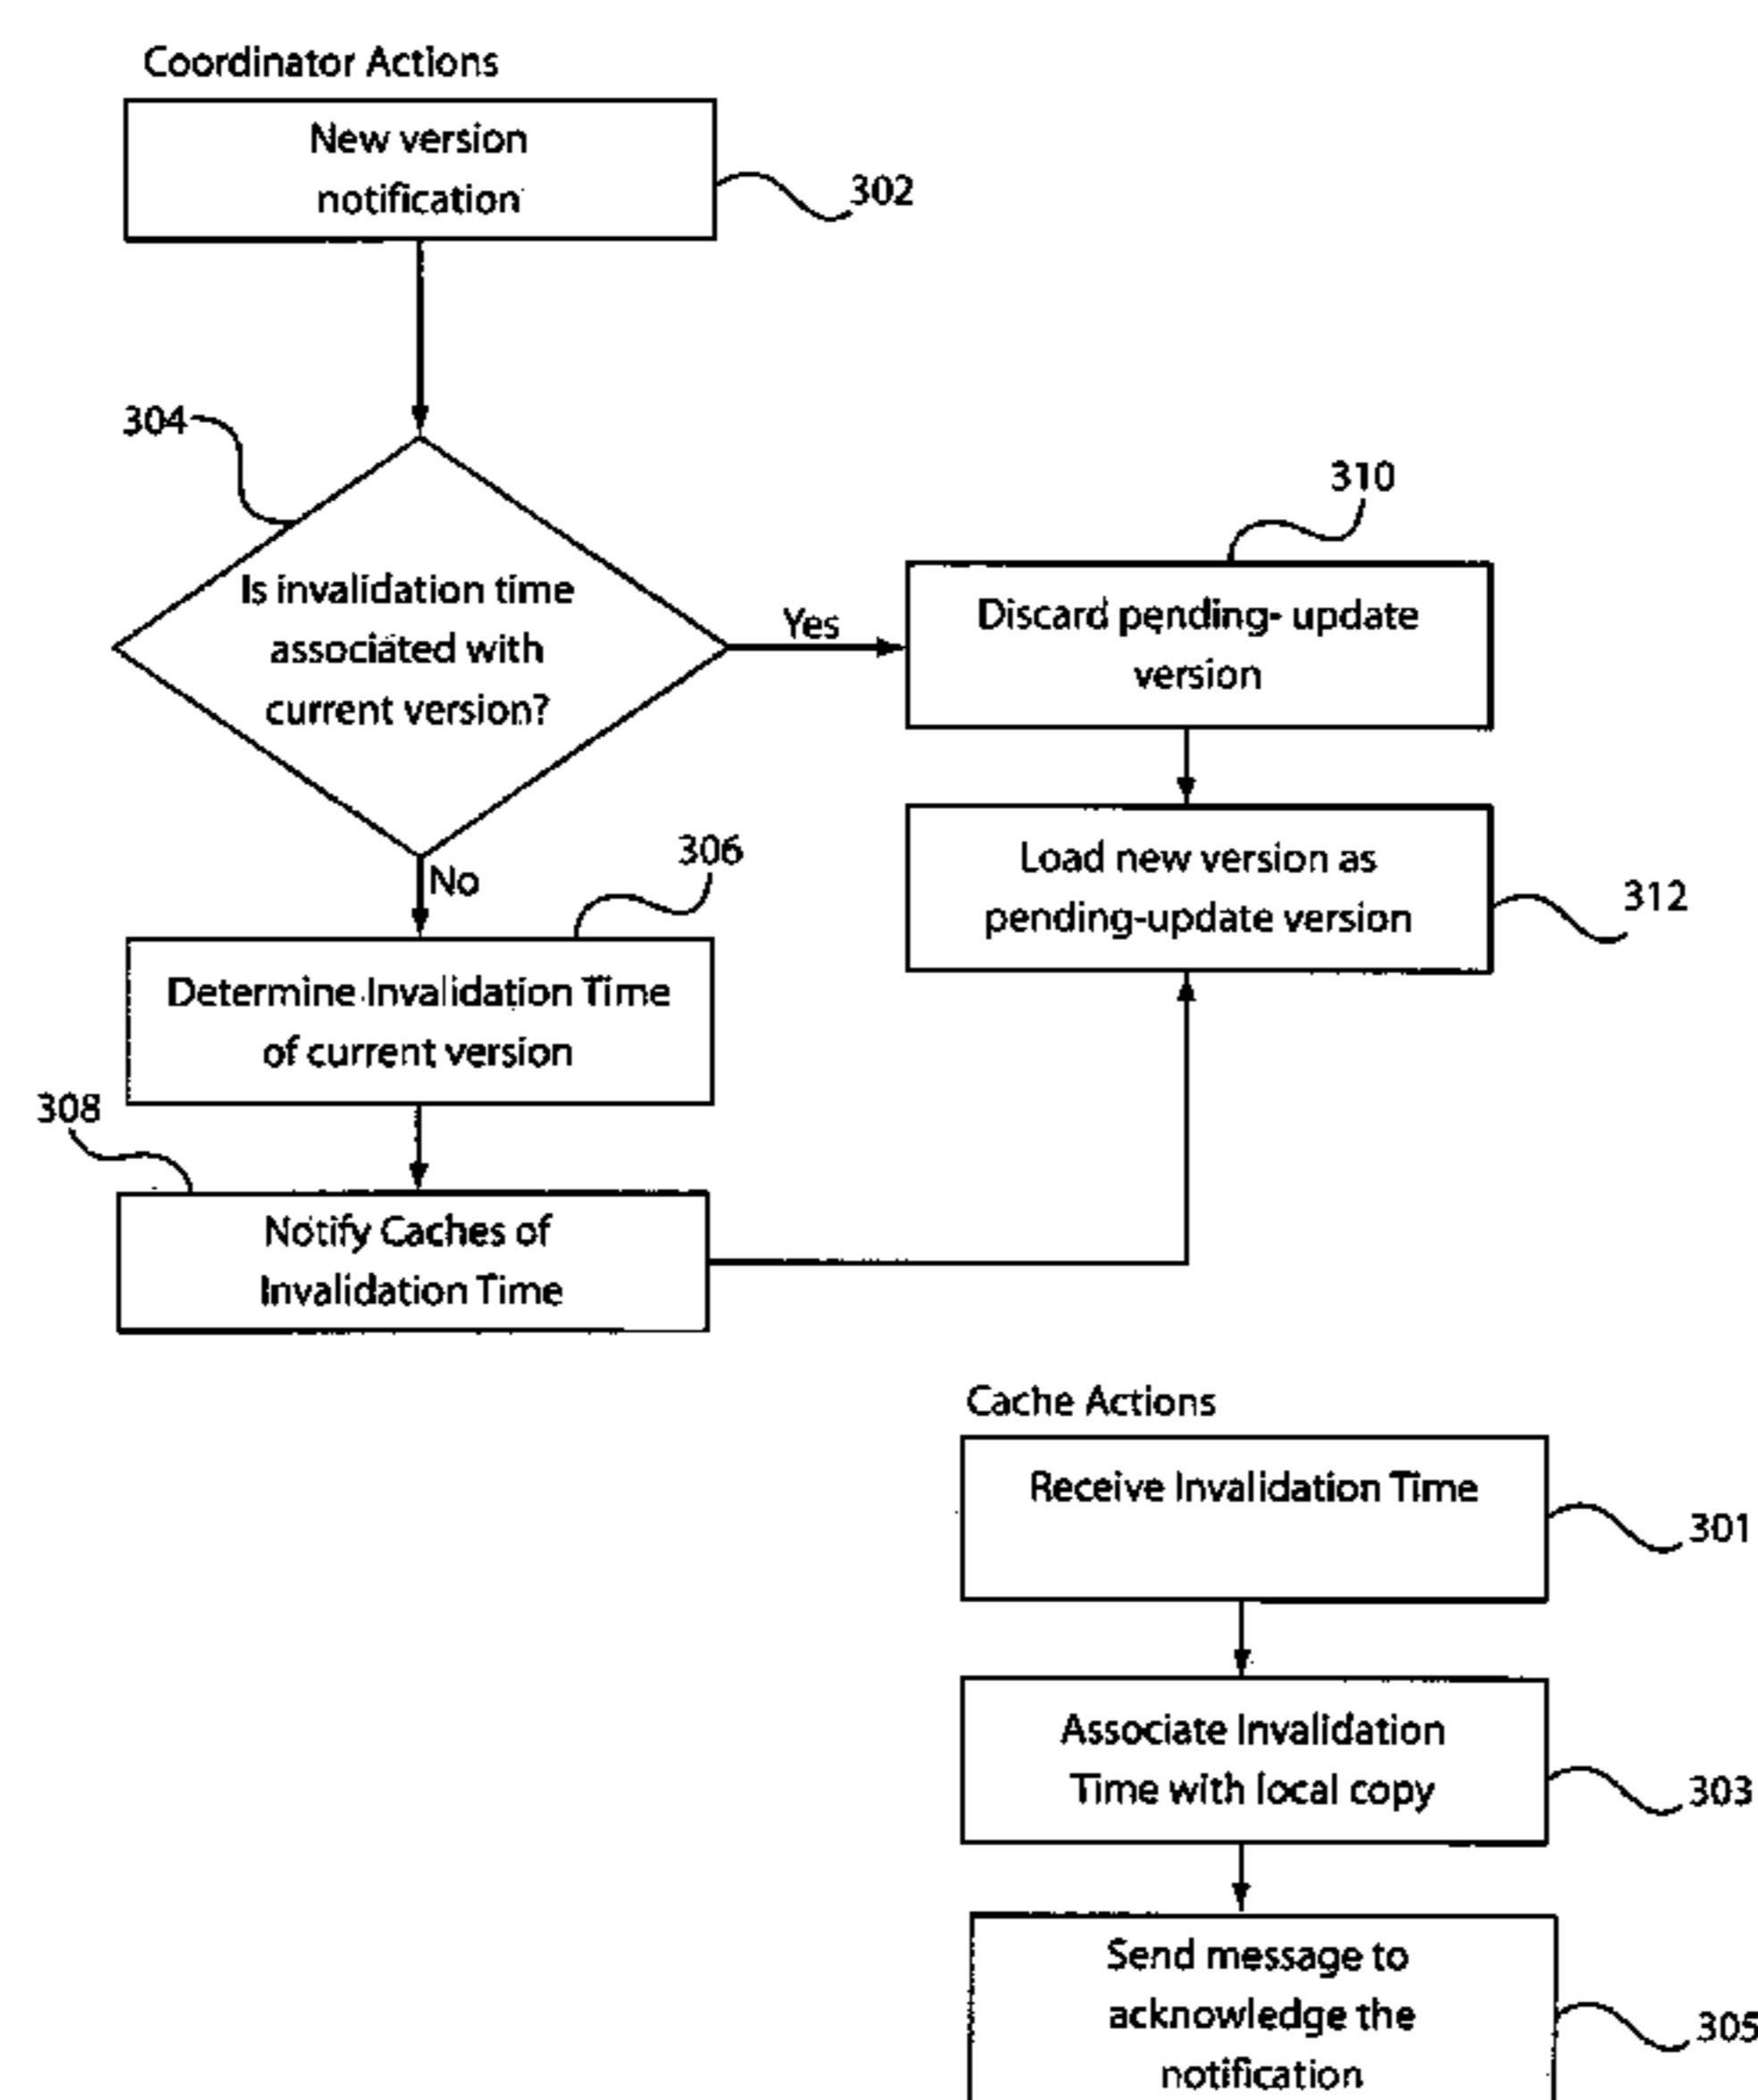 Coordinator Actions
New version
notification
302
304
Is invalidation time
associated with
current version?
Yes
310
Discard pending- update
version
Load new version as
pending-update version
312
No
306
Determine Invalidation Time
of current version
308
Notify Caches of
Invalidation Time
Cache Actions
Receive Invalidation Time
301
Associate Invalidation
Time with local copy
303
Send message to
acknowledge the
notification
305